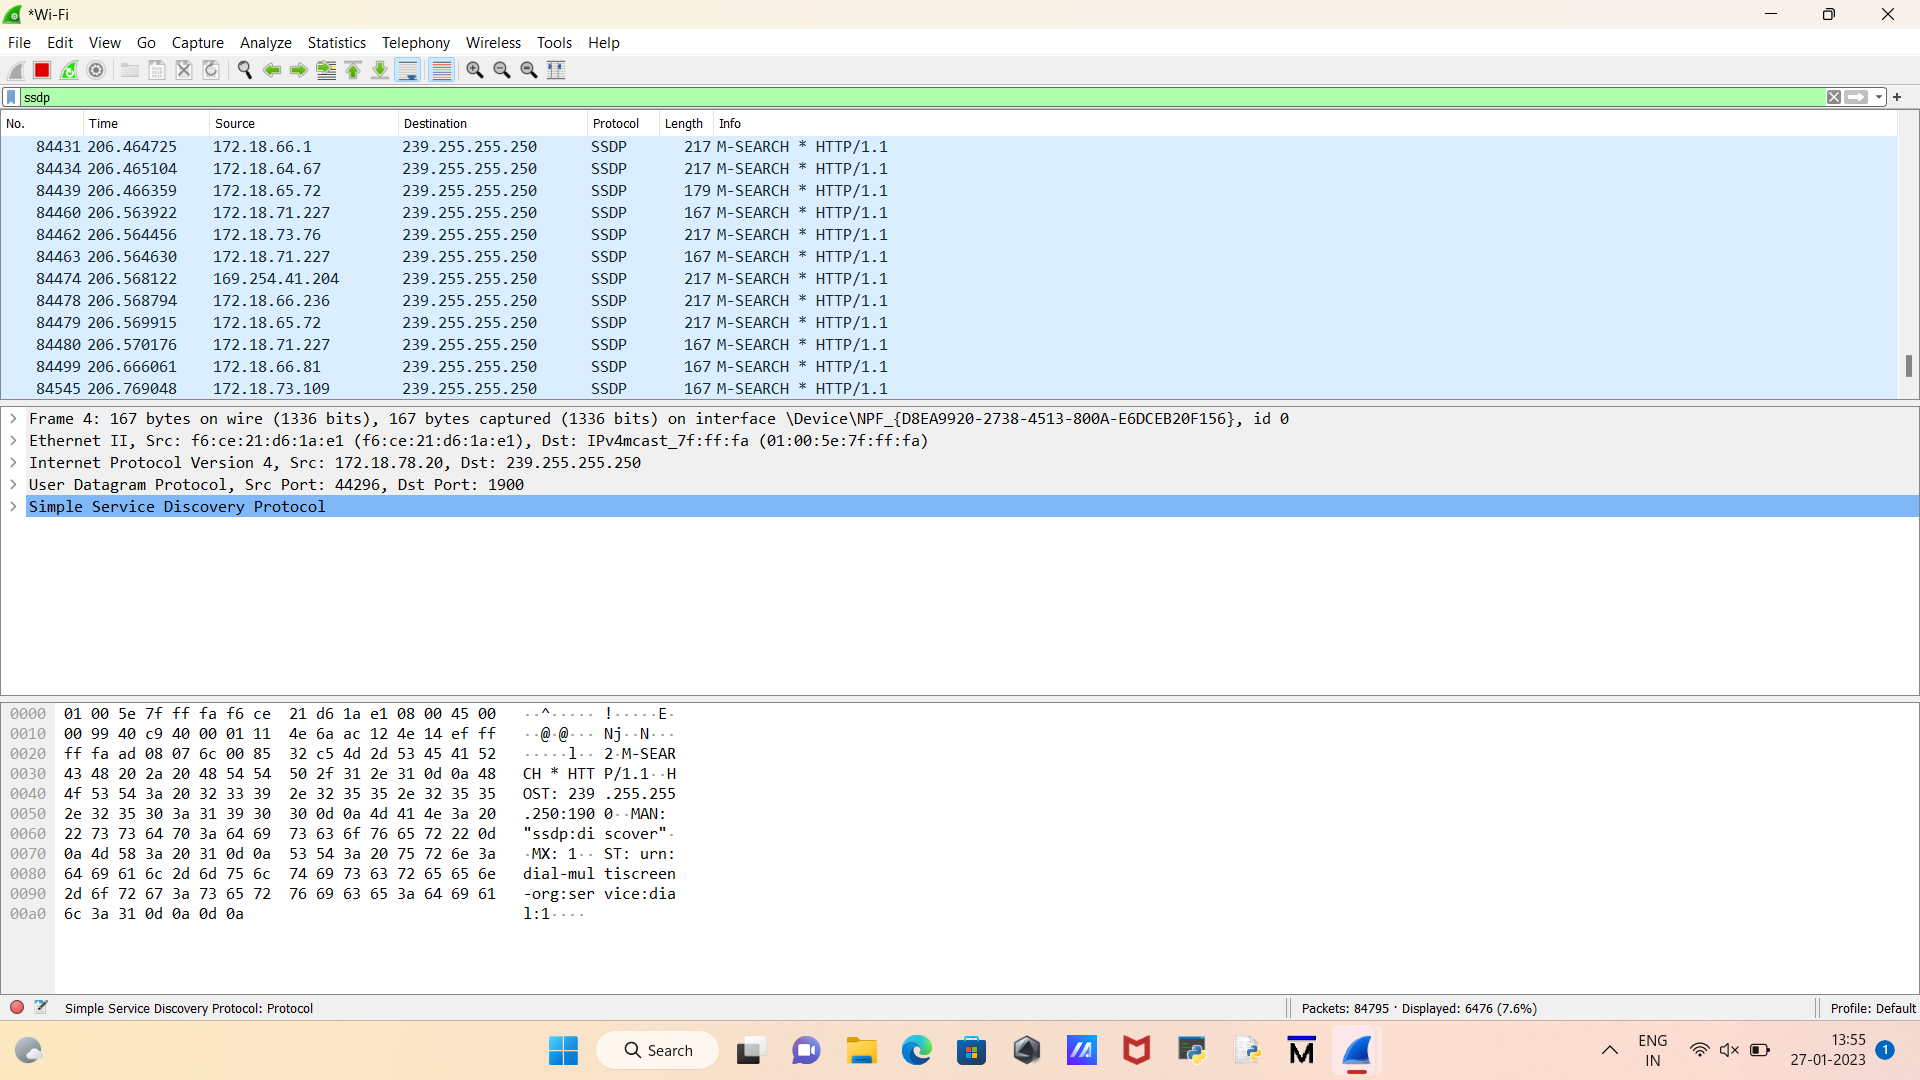 *Wi-Fi
File Edit View Go Capture Analyze Statistics Telephony Wireless Tools Help
ssdp
No. Time Source Destination Protocol Length Info
84431 206.464725 172.18.66.1 239.255.255.250 SSDP 217 M-SEARCH * HTTP/1.1
84434 206.465104 172.18.64.67 239.255.255.250 SSDP 217 M-SEARCH * HTTP/1.1
84439 206.466359 172.18.65.72 239.255.255.250 SSDP 179 M-SEARCH * HTTP/1.1
84460 206.563922 172.18.71.227 239.255.255.250 SSDP 167 M-SEARCH * HTTP/1.1
84462 206.564456 172.18.73.76 239.255.255.250 SSDP 217 M-SEARCH * HTTP/1.1
84463 206.564630 172.18.71.227 239.255.255.250 SSDP 167 M-SEARCH * HTTP/1.1
84474 206.568122 169.254.41.204 239.255.255.250 SSDP 217 M-SEARCH * HTTP/1.1
84478 206.568794 172.18.66.236 239.255.255.250 SSDP 217 M-SEARCH * HTTP/1.1
84479 206.569915 172.18.65.72 239.255.255.250 SSDP 217 M-SEARCH * HTTP/1.1
84480 206.570176 172.18.71.227 239.255.255.250 SSDP 167 M-SEARCH * HTTP/1.1
84499 206.666061 172.18.66.81 239.255.255.250 SSDP 167 M-SEARCH * HTTP/1.1
84545 206.769048 172.18.73.109 239.255.255.250 SSDP 167 M-SEARCH * HTTP/1.1
Frame 4: 167 bytes on wire (1336 bits), 167 bytes captured (1336 bits) on interface \Device\NPF_{D8EA9920-2738-4513-800A-E6DCEB20F156}, id 0
Ethernet II, Src: f6:ce:21:d6:1a:e1 (f6:ce:21:d6:1a:e1), Dst: IPv4mcast_7f:ff:fa (01:00:5e:7f:ff:fa)
Internet Protocol Version 4, Src: 172.18.78.20, Dst: 239.255.255.250
User Datagram Protocol, Src Port: 44296, Dst Port: 1900
Simple Service Discovery Protocol
0000 01 00 5e 7f ff fa f6 ce 21 d6 1a e1 08 00 45 00 ··^····· !·····E·
0010 00 99 40 c9 40 00 01 11 4e 6a ac 12 4e 14 ef ff ··@·@··· Nj··N···
0020 ff fa ad 08 07 6c 00 85 32 c5 4d 2d 53 45 41 52 ·····l·· 2·M-SEAR
0030 43 48 20 2a 20 48 54 54 50 2f 31 2e 31 0d 0a 48 CH * HTT P/1.1··H
0040 4f 53 54 3a 20 32 33 39 2e 32 35 35 2e 32 35 35 OST: 239 .255.255
0050 2e 32 35 30 3a 31 39 30 30 0d 0a 4d 41 4e 3a 20 .250:190 0··MAN:
0060 22 73 73 64 70 3a 64 69 73 63 6f 76 65 72 22 0d "ssdp:di scover"·
0070 0a 4d 58 3a 20 31 0d 0a 53 54 3a 20 75 72 6e 3a ·MX: 1·· ST: urn:
0080 64 69 61 6c 2d 6d 75 6c 74 69 73 63 72 65 65 6e dial-mul tiscreen
0090 2d 6f 72 67 3a 73 65 72 76 69 63 65 3a 64 69 61 -org:ser vice:dia
00a0 6c 3a 31 0d 0a 0d 0a l:1····
Simple Service Discovery Protocol: Protocol Packets: 84795 · Displayed: 6476 (7.6%) Profile: Default
Search
ENG
IN
13:55
27-01-2023
1